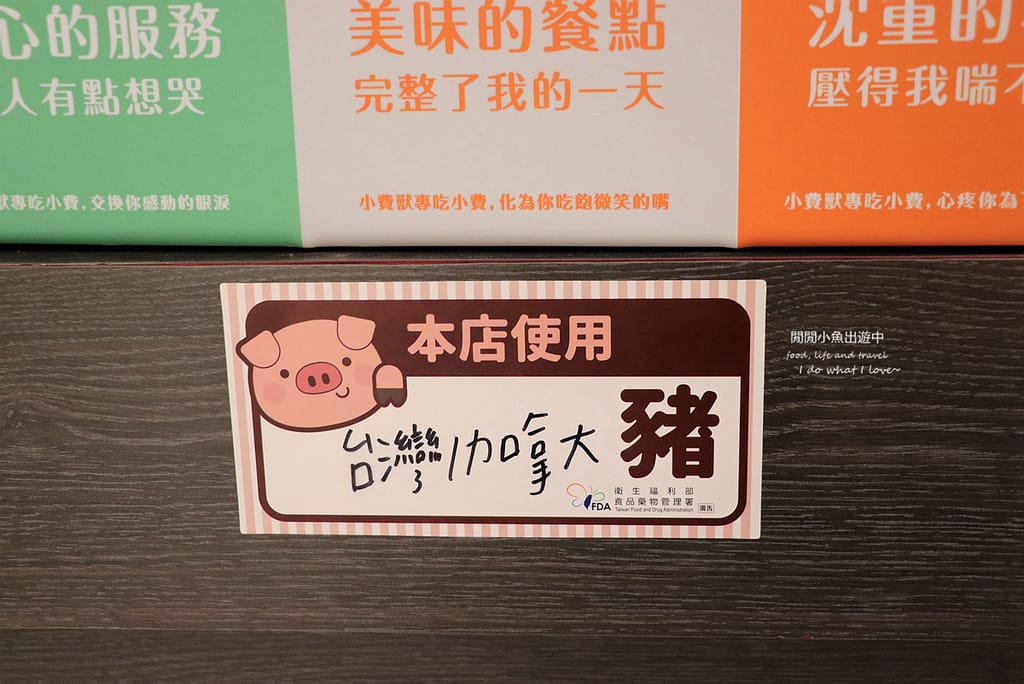 心的服務
人有點想哭
獸專吃小費，交換你感動的眼淚
美味的餐點
完整了我的一天
小費獸專吃小費，化為你吃飽微笑的嘴
沈重的
壓得我喘不
小費獸專吃小費，心疼你為
本店使用
台灣/加拿大
豬
衛生福利部
食品藥物管理署
FDA
Taiwan Food and Drug Administration
廣告
閒閒小魚出遊中
food, life and travel
I do what I love~